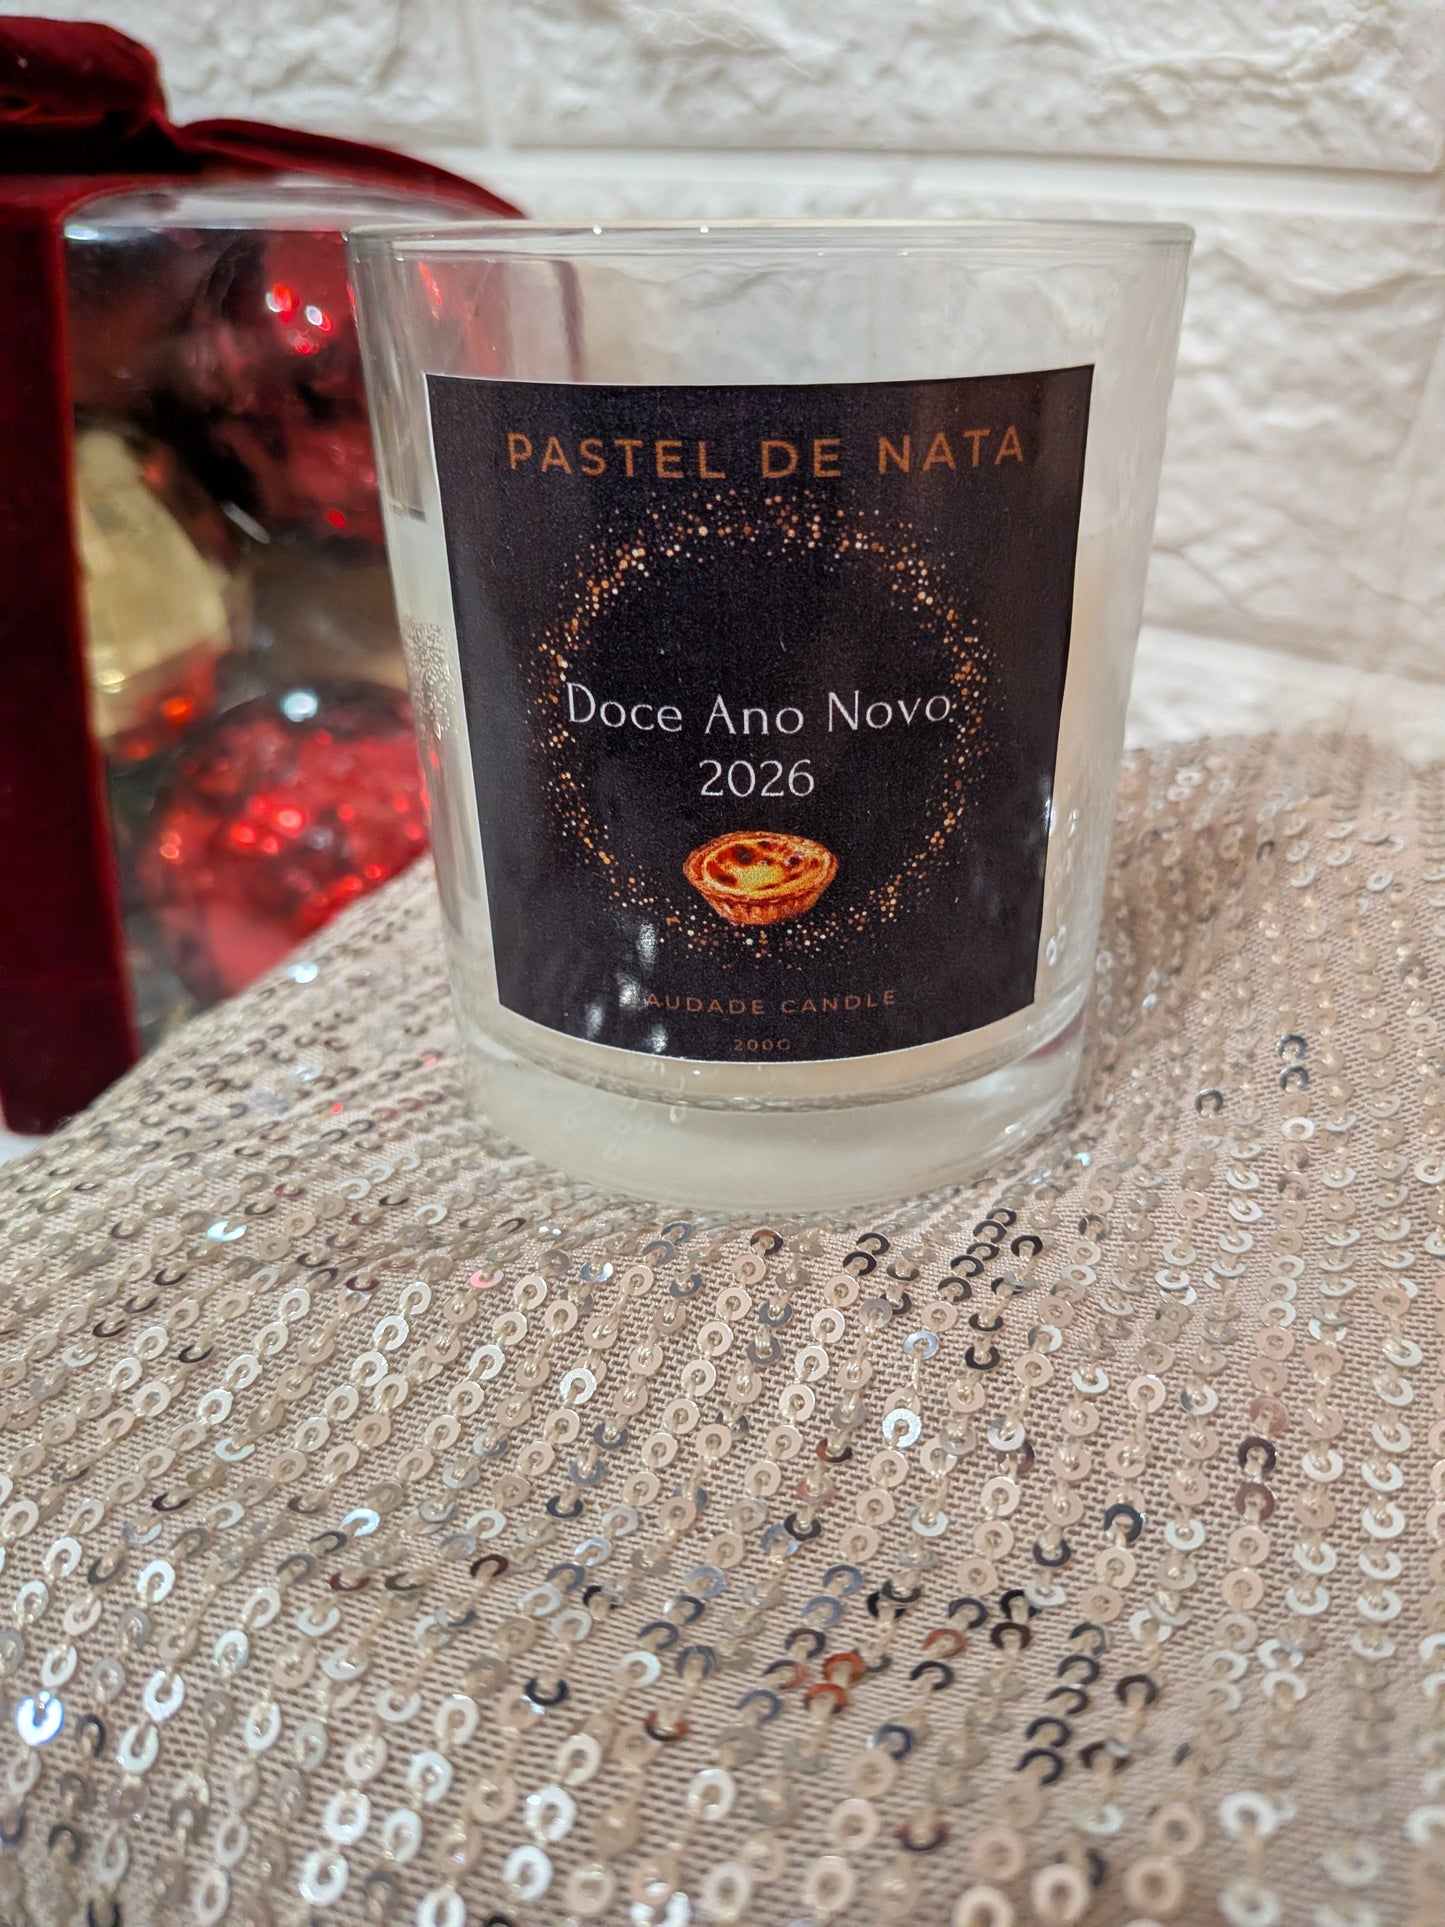 PASTEL DE NATA
Doce Ano Novo
2026
AUDADE CANDLE
200G